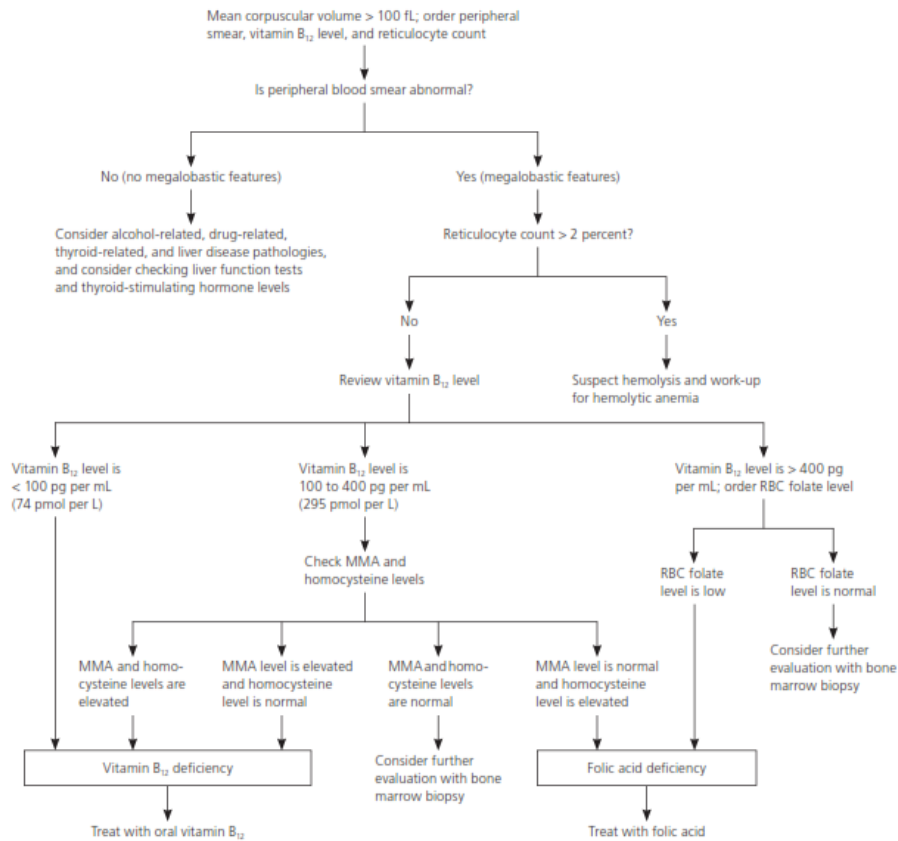 Mean corpuscular volume > 100 fL; order peripheral
smear, vitamin B₁₂ level, and reticulocyte count
Is peripheral blood smear abnormal?
No (no megalobastic features)
Yes (megalobastic features)
Consider alcohol-related, drug-related,
thyroid-related, and liver disease pathologies,
and consider checking liver function tests
and thyroid-stimulating hormone levels
Reticulocyte count > 2 percent?
No
Yes
Review vitamin B₁₂ level
Suspect hemolysis and work-up
for hemolytic anemia
Vitamin B₁₂ level is
< 100 pg per mL
(74 pmol per L)
Vitamin B₁₂ level is
100 to 400 pg per mL
(295 pmol per L)
Vitamin B₁₂ level is > 400 pg
per mL; order RBC folate level
Check MMA and
homocysteine levels
RBC folate
level is low
RBC folate
level is normal
MMA and homo-
cysteine levels are
elevated
MMA level is elevated
and homocysteine
level is normal
MMA and homo-
cysteine levels
are normal
MMA level is normal
and homocysteine
level is elevated
Consider further
evaluation with bone
marrow biopsy
Vitamin B₁₂ deficiency
Consider further
evaluation with bone
marrow biopsy
Folic acid deficiency
Treat with oral vitamin B₁₂
Treat with folic acid